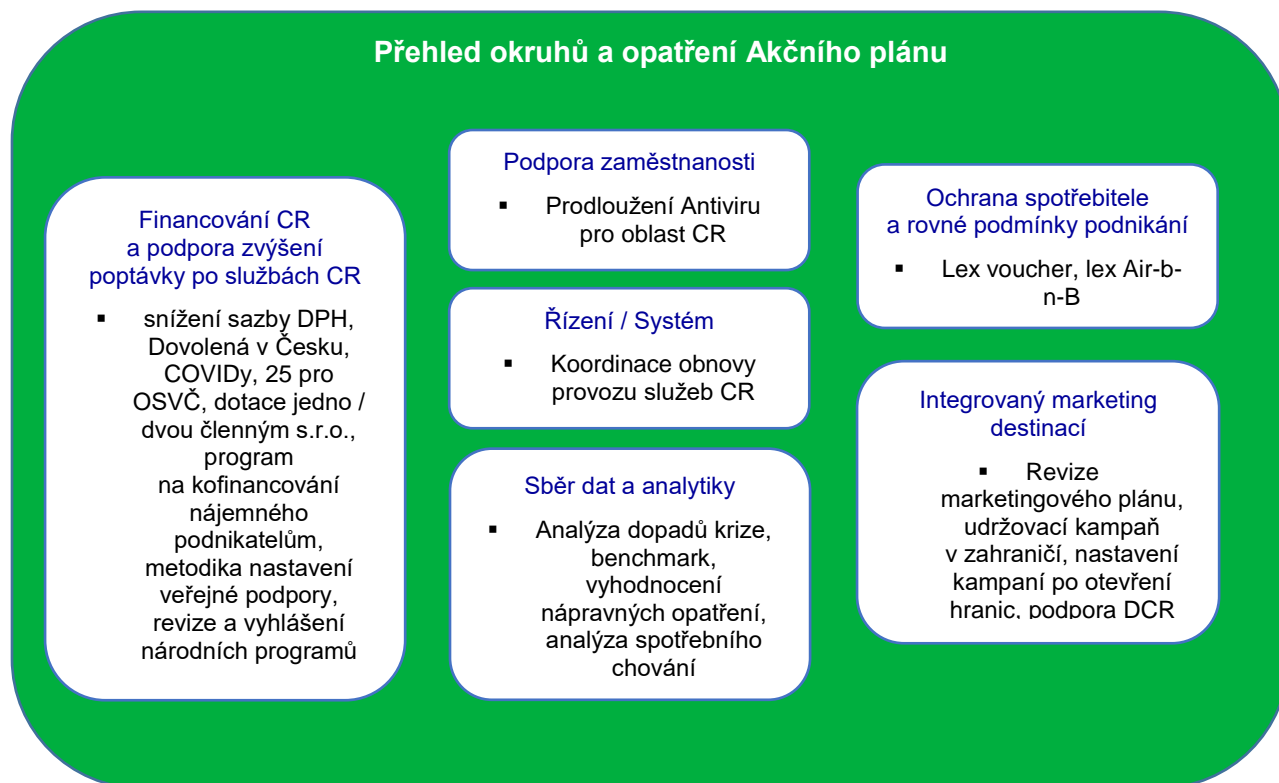 Přehled okruhů a opatření Akčního plánu
Financování CR
a podpora zvýšení
poptávky po službách CR
▪ snížení sazby DPH,
Dovolená v Česku,
COVIDy, 25 pro
OSVČ, dotace jedno /
dvou členným s.r.o.,
program
na kofinancování
nájemného
podnikatelům,
metodika nastavení
veřejné podpory,
revize a vyhlášení
národních programů
Podpora zaměstnanosti
▪ Prodloužení Antiviru
pro oblast CR
Řízení / Systém
▪ Koordinace obnovy
provozu služeb CR
Sběr dat a analytiky
▪ Analýza dopadů krize,
benchmark,
vyhodnocení
nápravných opatření,
analýza spotřebního
chování
Ochrana spotřebitele
a rovné podmínky podnikání
▪ Lex voucher, lex Air-b-
n-B
Integrovaný marketing
destinací
▪ Revize
marketingového plánu,
udržovací kampaň
v zahraničí, nastavení
kampaní po otevření
hranic, podpora DCR